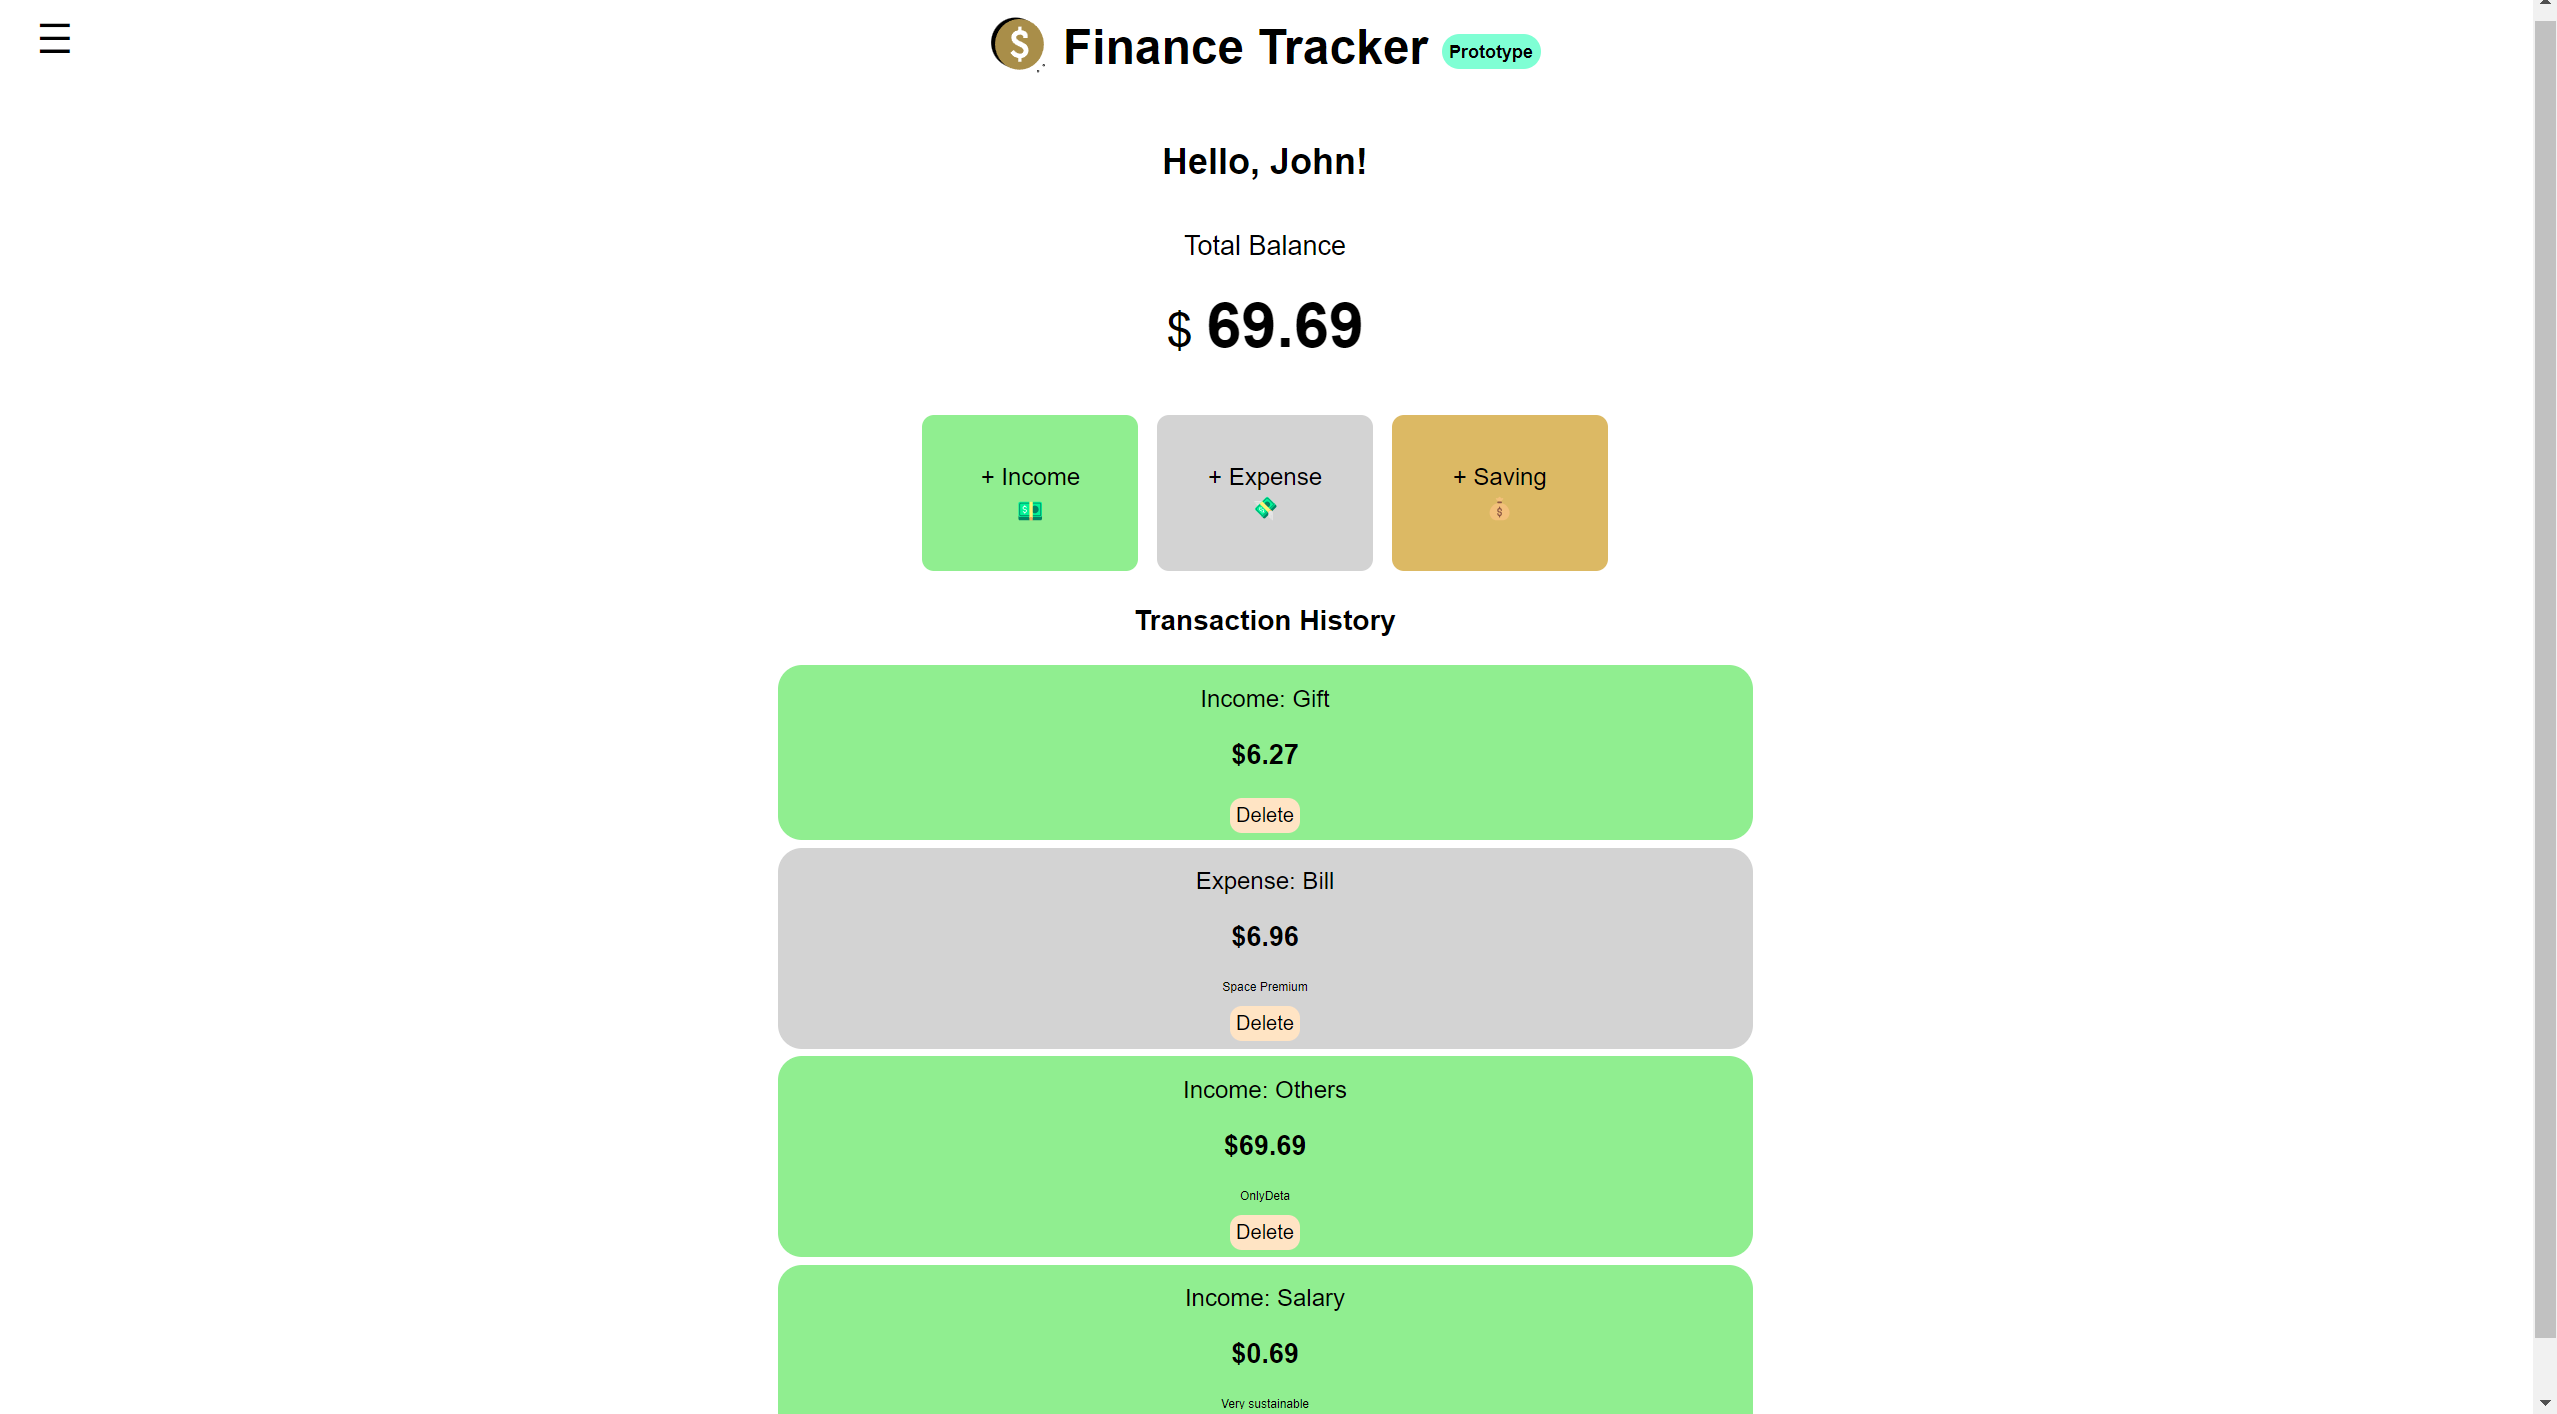 Finance Tracker Prototype
Hello, John!
Total Balance
$ 69.69
+ Income
+ Expense
+ Saving
Transaction History
Income: Gift
$6.27
Delete
Expense: Bill
$6.96
Space Premium
Delete
Income: Others
$69.69
OnlyDeta
Delete
Income: Salary
$0.69
Very sustainable